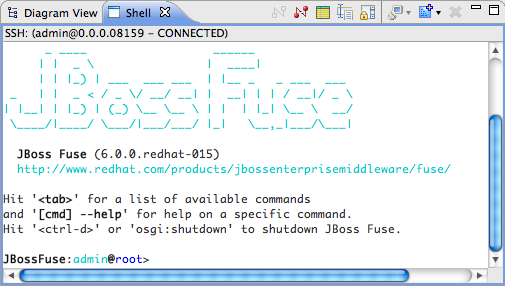 Diagram View
Shell
SSH: (admin@0.0.0.08159 - CONNECTED)
JBoss Fuse
JBoss Fuse (6.0.0.redhat-015)
http://www.redhat.com/products/jbossenterprisemiddleware/fuse/
Hit '<tab>' for a list of available commands
and '[cmd] --help' for help on a specific command.
Hit '<ctrl-d>' or 'osgi:shutdown' to shutdown JBoss Fuse.
JBossFuse:admin@root>